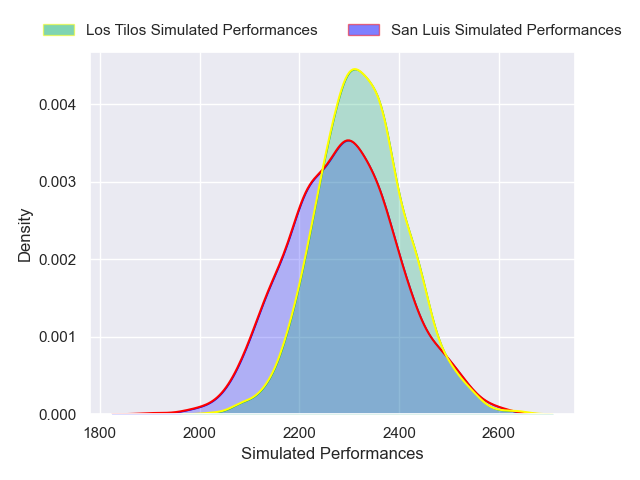 Los Tilos Simulated Performances San Luis Simulated Performances
0.004
0.003
0.002
0.001
0.000
Density
1800 2000 2200 2400 2600
Simulated Performances